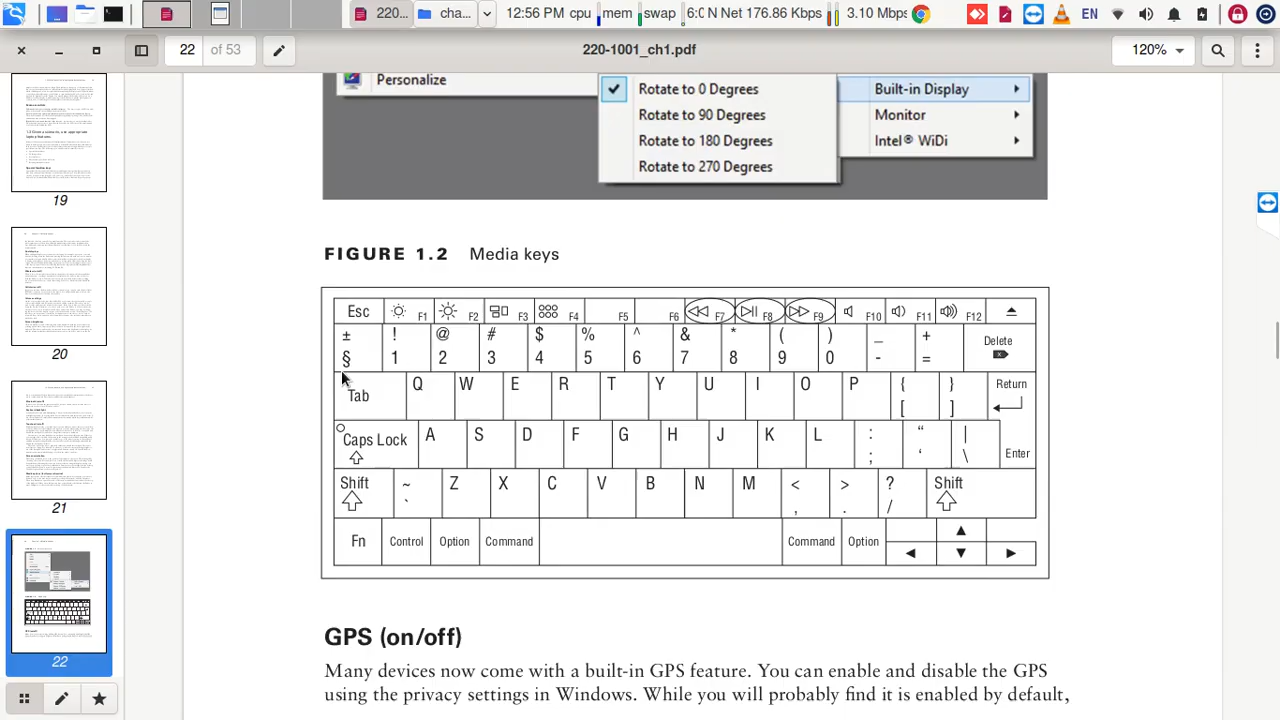 220...
cha...
2:56 PM cpu
mem
swap
6:0 N Net 176.86 Kbps
3.10 Mbps
EN
22
of 53
220-1001_ch1.pdf
120%
Personalize
Rotate to 0 Degrees
Built-in Display
Rotate to 90 Degrees
Monitor
Rotate to 180 Degrees
Intel® WiDi
Rotate to 270 Degrees
FIGURE 1.2 Media keys
Esc F1 F2 F3 F4 F5 F6 F7 F8 F9 F10 F11 F12
± ! @ # $ % ^ & * ( ) _ + Delete
§ 1 2 3 4 5 6 7 8 9 0 - =
Tab Q W E R T Y U I O P { } Return
[ ]
Caps Lock A D F G H J L : “ | Enter
; ‘ \
Shift ~ Z X C V B N M < > ? Shift
` , . /
Fn Control Option Command Command Option
GPS (on/off)
Many devices now come with a built-in GPS feature. You can enable and disable the GPS
using the privacy settings in Windows. While you will probably find it is enabled by default,
19
20
21
22